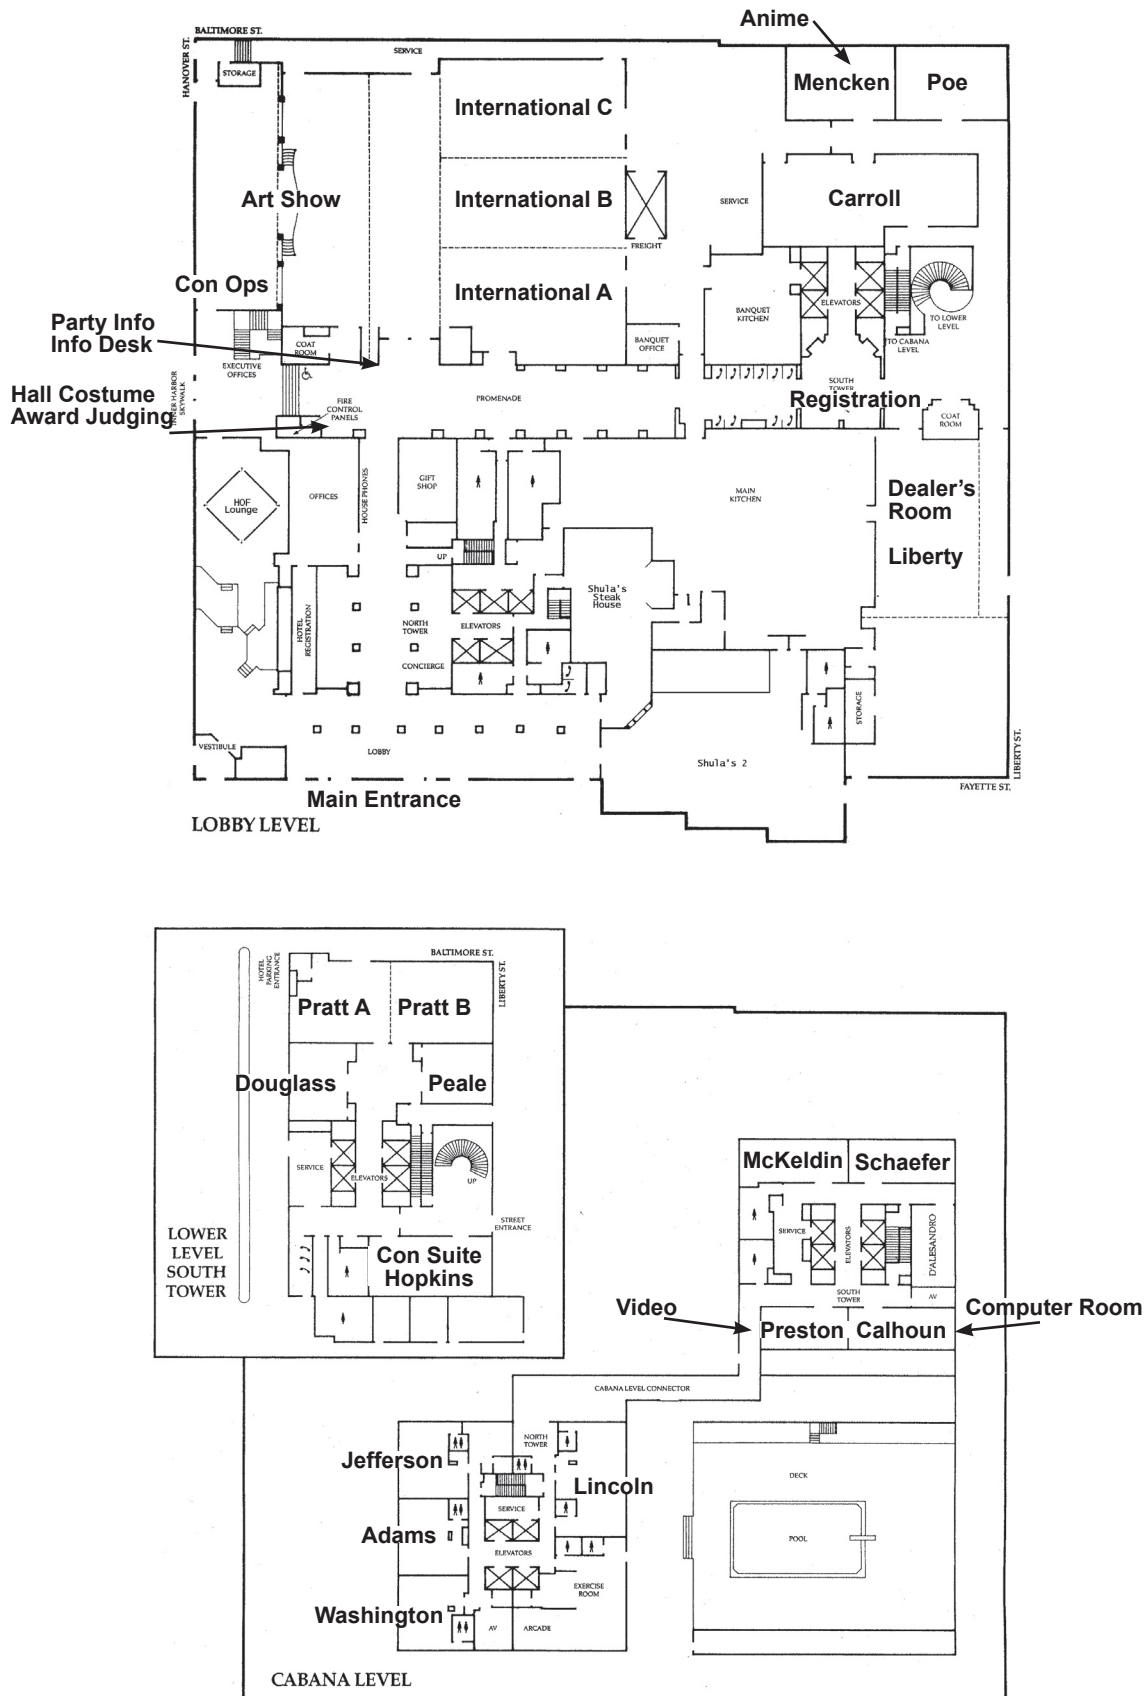 Anime
BALTIMORE ST.
HANOVER ST.
SERVICE
STORAGE
International C
Mencken
Poe
Art Show
International B
SERVICE
Carroll
FREIGHT
Con Ops
International A
BANQUET
KITCHEN
ELEVATORS
TO LOWER
LEVEL
TO CABANA
LEVEL
Party Info
Info Desk
COAT
ROOM
BANQUET
OFFICE
EXECUTIVE
OFFICES
Hall Costume
Award Judging
INNER HARBOR
SKYWALK
FIRE
CONTROL
PANELS
PROMENADE
SOUTH
TOWER
Registration
COAT
ROOM
HOF
Lounge
OFFICES
HOUSE PHONES
GIFT
SHOP
MAIN
KITCHEN
Dealer's
Room
Liberty
UP
Shula's
Steak
House
HOTEL
REGISTRATION
NORTH
TOWER
ELEVATORS
CONCIERGE
STORAGE
VESTIBULE
LOBBY
Shula's 2
LIBERTY ST.
FAYETTE ST.
Main Entrance
LOBBY LEVEL
HOTEL
PARKING
ENTRANCE
BALTIMORE ST.
LIBERTY ST.
Pratt A
Pratt B
Douglass
Peale
SERVICE
ELEVATORS
UP
STREET
ENTRANCE
LOWER
LEVEL
SOUTH
TOWER
Con Suite
Hopkins
McKeldin
Schaefer
SERVICE
ELEVATORS
D'ALESANDRO
SOUTH
TOWER
AV
Video
Computer Room
Preston
Calhoun
CABANA LEVEL CONNECTOR
NORTH
TOWER
Jefferson
Lincoln
DECK
SERVICE
Adams
ELEVATORS
POOL
EXERCISE
ROOM
Washington
AV
ARCADE
CABANA LEVEL